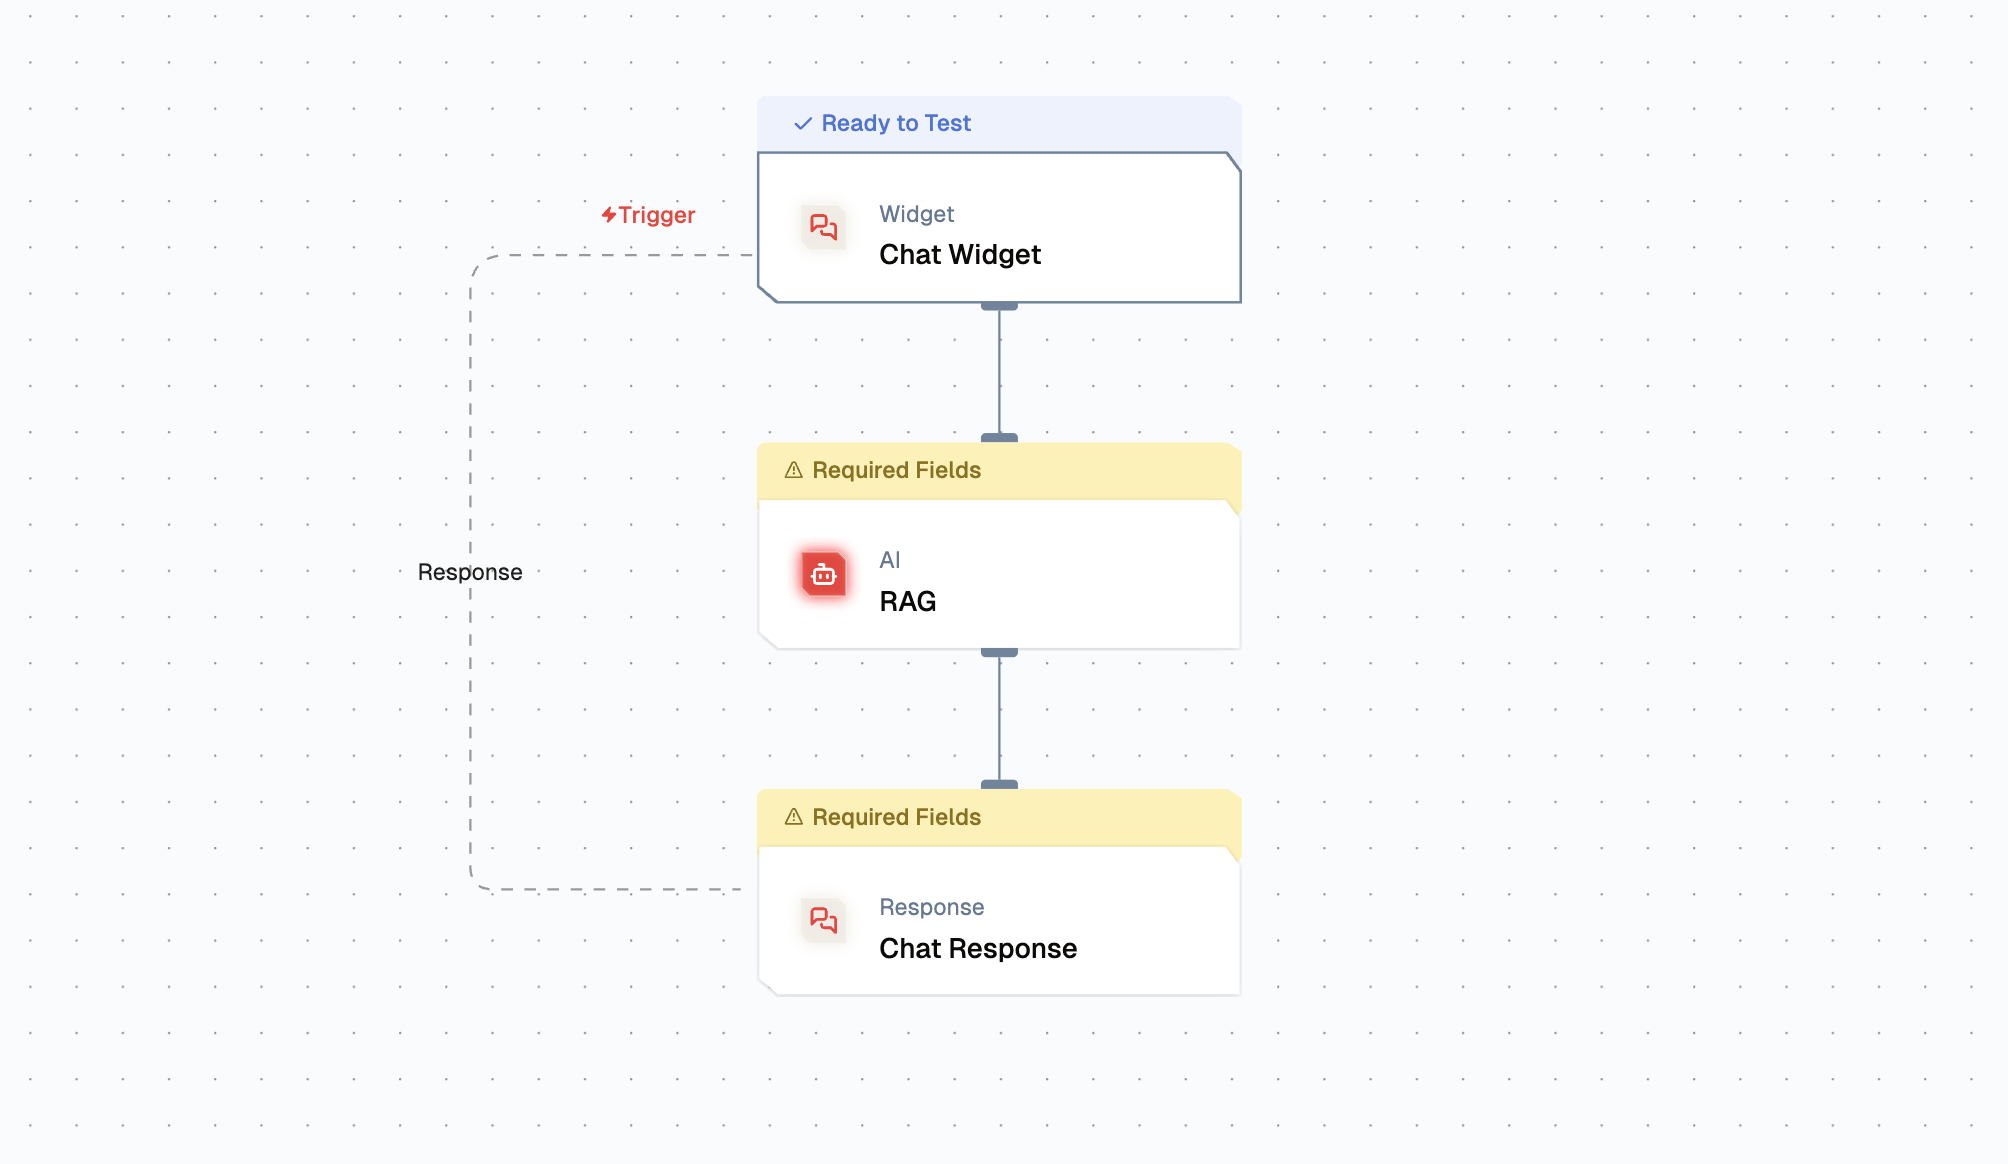 Ready to Test
Trigger
Widget
Chat Widget
Required Fields
AI
RAG
Response
Required Fields
Response
Chat Response